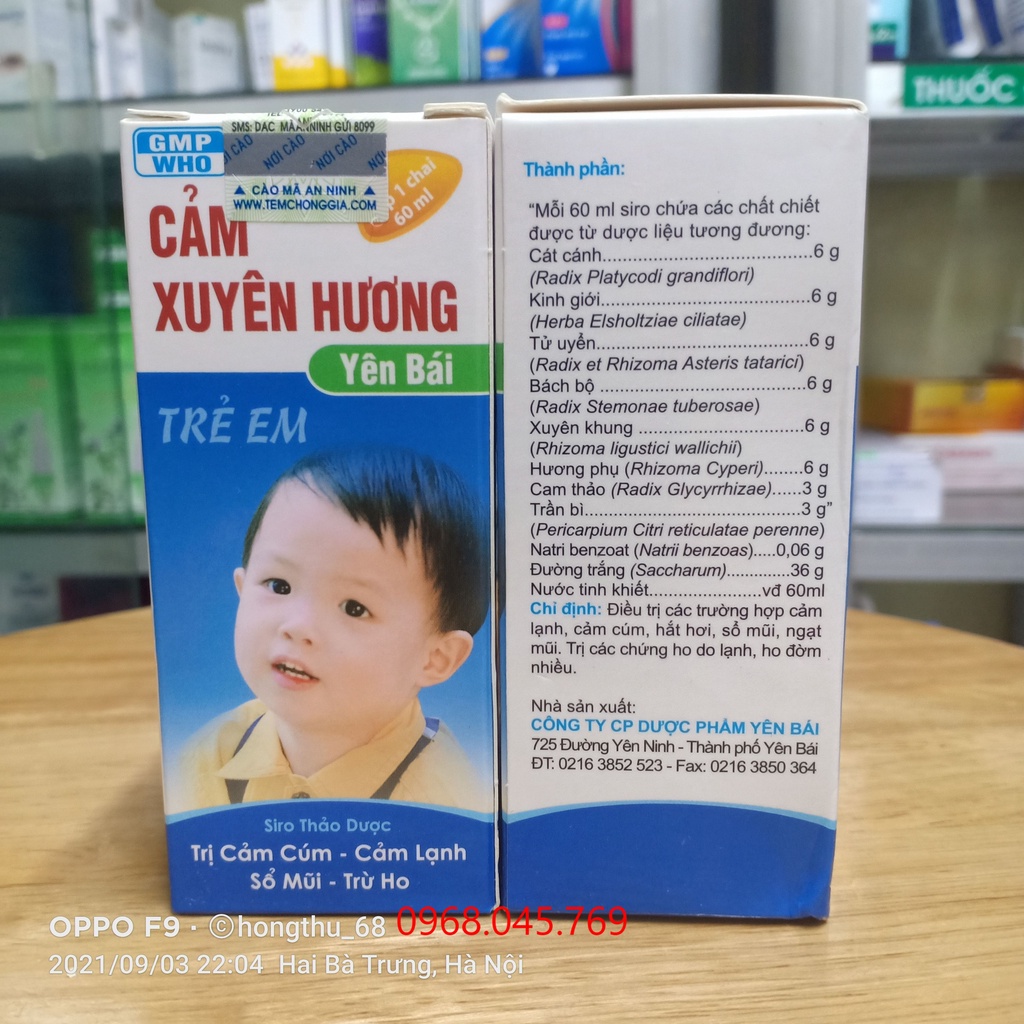 THUỐC
SMS: DAC MAANNINH GỬI 8099
NƠI CÀO NƠI CÀO NƠI CÀO
▲ CÀO MÃ AN NINH ▲
WWW.TEMCHONGGIA.COM
GMP
WHO
1 chai
60 ml
CẢM
XUYÊN HƯƠNG
Yên Bái
TRẺ EM
Siro Thảo Dược
Trị Cảm Cúm - Cảm Lạnh
Sổ Mũi - Trừ Ho
Thành phần:
“Mỗi 60 ml siro chứa các chất chiết
được từ dược liệu tương đương:
Cát cánh..........................................6 g
(Radix Platycodi grandiflori)
Kinh giới..........................................6 g
(Herba Elsholtziae ciliatae)
Tử uyển...........................................6 g
(Radix et Rhizoma Asteris tatarici)
Bách bộ ..........................................6 g
(Radix Stemonae tuberosae)
Xuyên khung ..................................6 g
(Rhizoma ligustici wallichii)
Hương phụ (Rhizoma Cyperi)........6 g
Cam thảo (Radix Glycyrrhizae)......3 g
Trần bì............................................3 g”
(Pericarpium Citri reticulatae perenne)
Natri benzoat (Natrii benzoas).....0,06 g
Đường trắng (Saccharum)..............36 g
Nước tinh khiết........................vđ 60ml
Chỉ định: Điều trị các trường hợp cảm
lạnh, cảm cúm, hắt hơi, sổ mũi, ngạt
mũi. Trị các chứng ho do lạnh, ho đờm
nhiều.
Nhà sản xuất:
CÔNG TY CP DƯỢC PHẨM YÊN BÁI
725 Đường Yên Ninh - Thành phố Yên Bái
ĐT: 0216 3852 523 - Fax: 0216 3850 364
OPPO F9 · ©hongthu_68 0968.045.769
2021/09/03 22:04 Hai Bà Trưng, Hà Nội